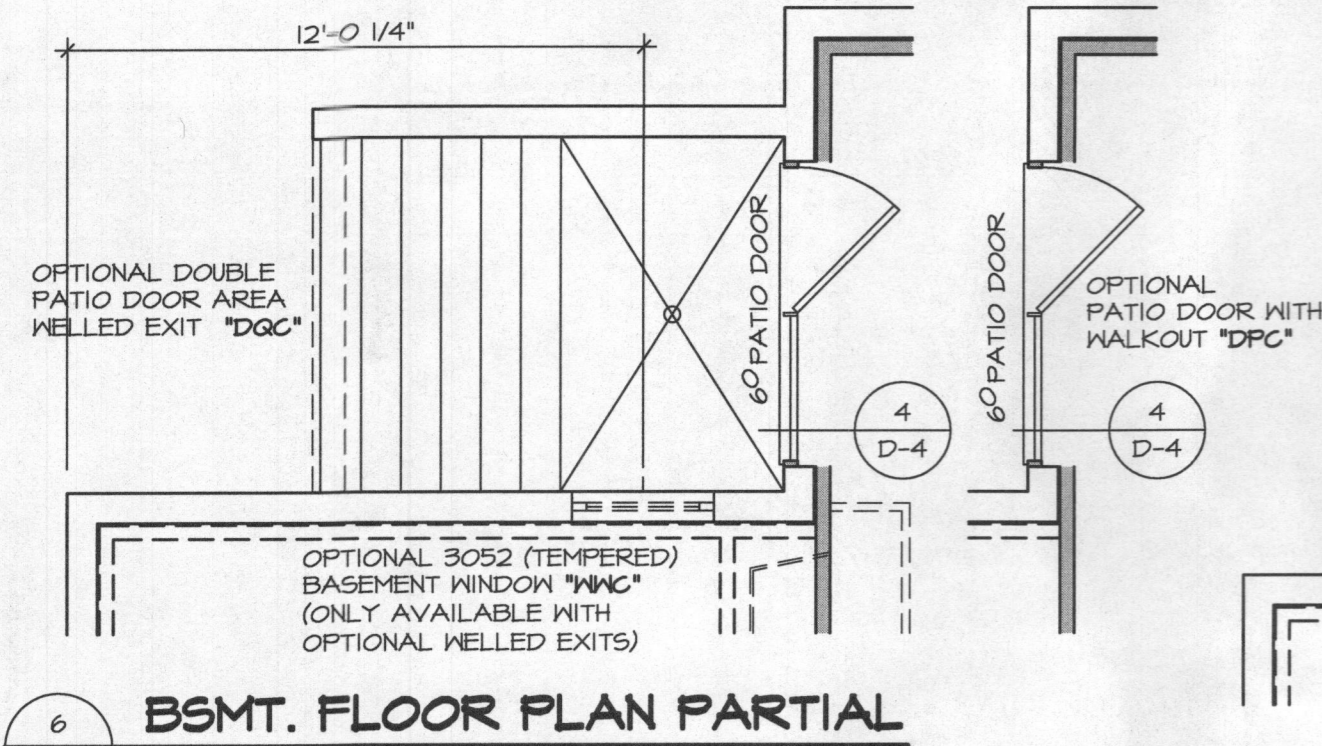 12'-0 1/4"
OPTIONAL DOUBLE
PATIO DOOR AREA
WELLED EXIT "DQC"
6⁰ PATIO DOOR
4
D-4
6⁰ PATIO DOOR
OPTIONAL
PATIO DOOR WITH
WALKOUT "DPC"
4
D-4
OPTIONAL 3052 (TEMPERED)
BASEMENT WINDOW "WWC"
(ONLY AVAILABLE WITH
OPTIONAL WELLED EXITS)
6
BSMT. FLOOR PLAN PARTIAL